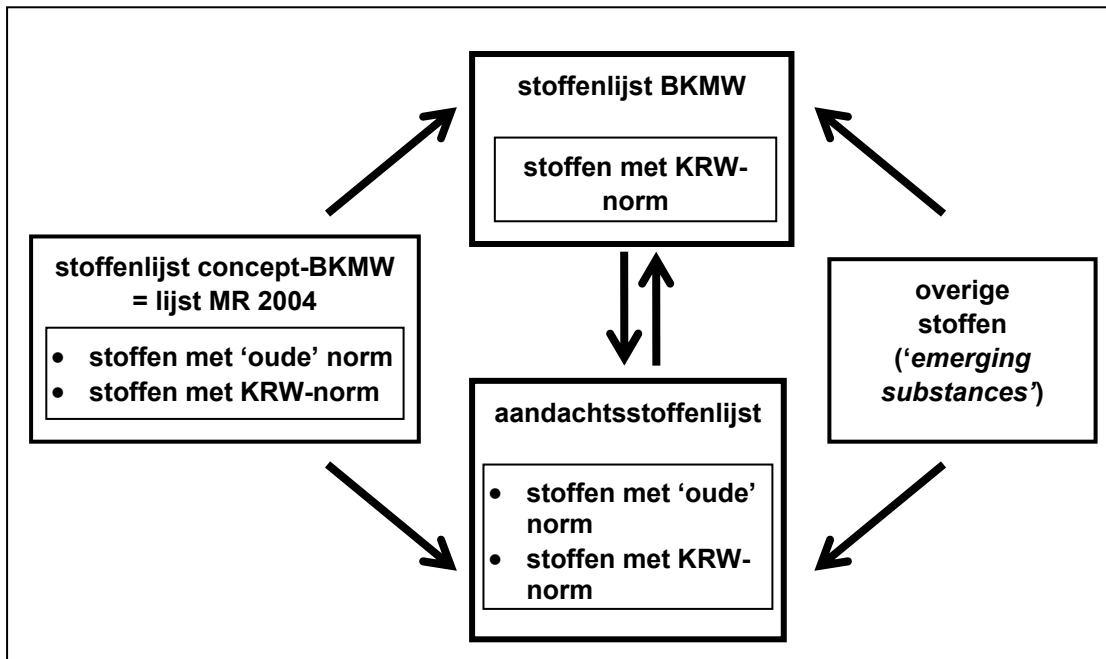 stoffenlijst BKMW
stoffen met KRW-
norm
stoffenlijst concept-BKMW
= lijst MR 2004
• stoffen met ‘oude’ norm
• stoffen met KRW-norm
overige
stoffen
(‘emerging
substances’)
aandachtsstoffenlijst
• stoffen met ‘oude’
norm
• stoffen met KRW-
norm